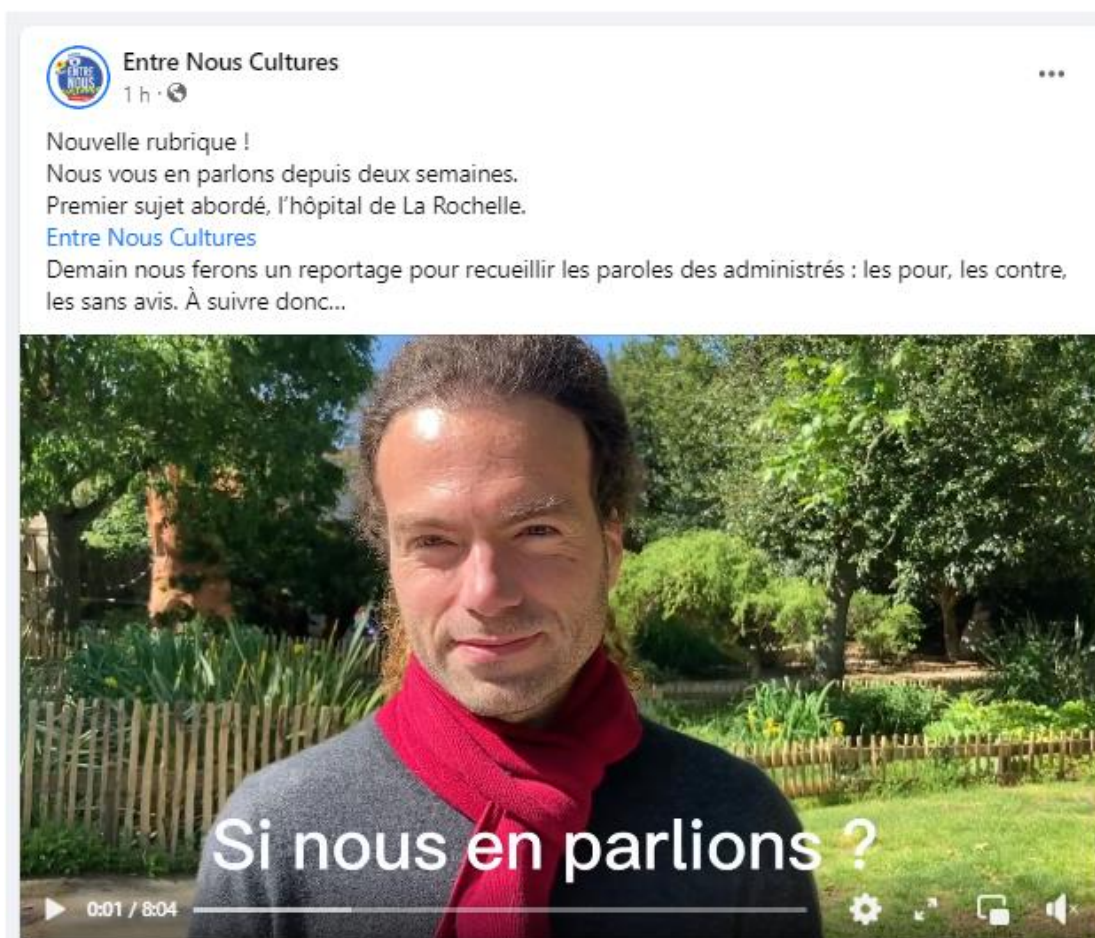 Entre Nous Cultures
1 h ·
Nouvelle rubrique !
Nous vous en parlons depuis deux semaines.
Premier sujet abordé, l’hôpital de La Rochelle.
Entre Nous Cultures
Demain nous ferons un reportage pour recueillir les paroles des administrés : les pour, les contre,
les sans avis. À suivre donc...
ENTRE
NOUS
Si nous en parlions ?
0:01 / 8:04